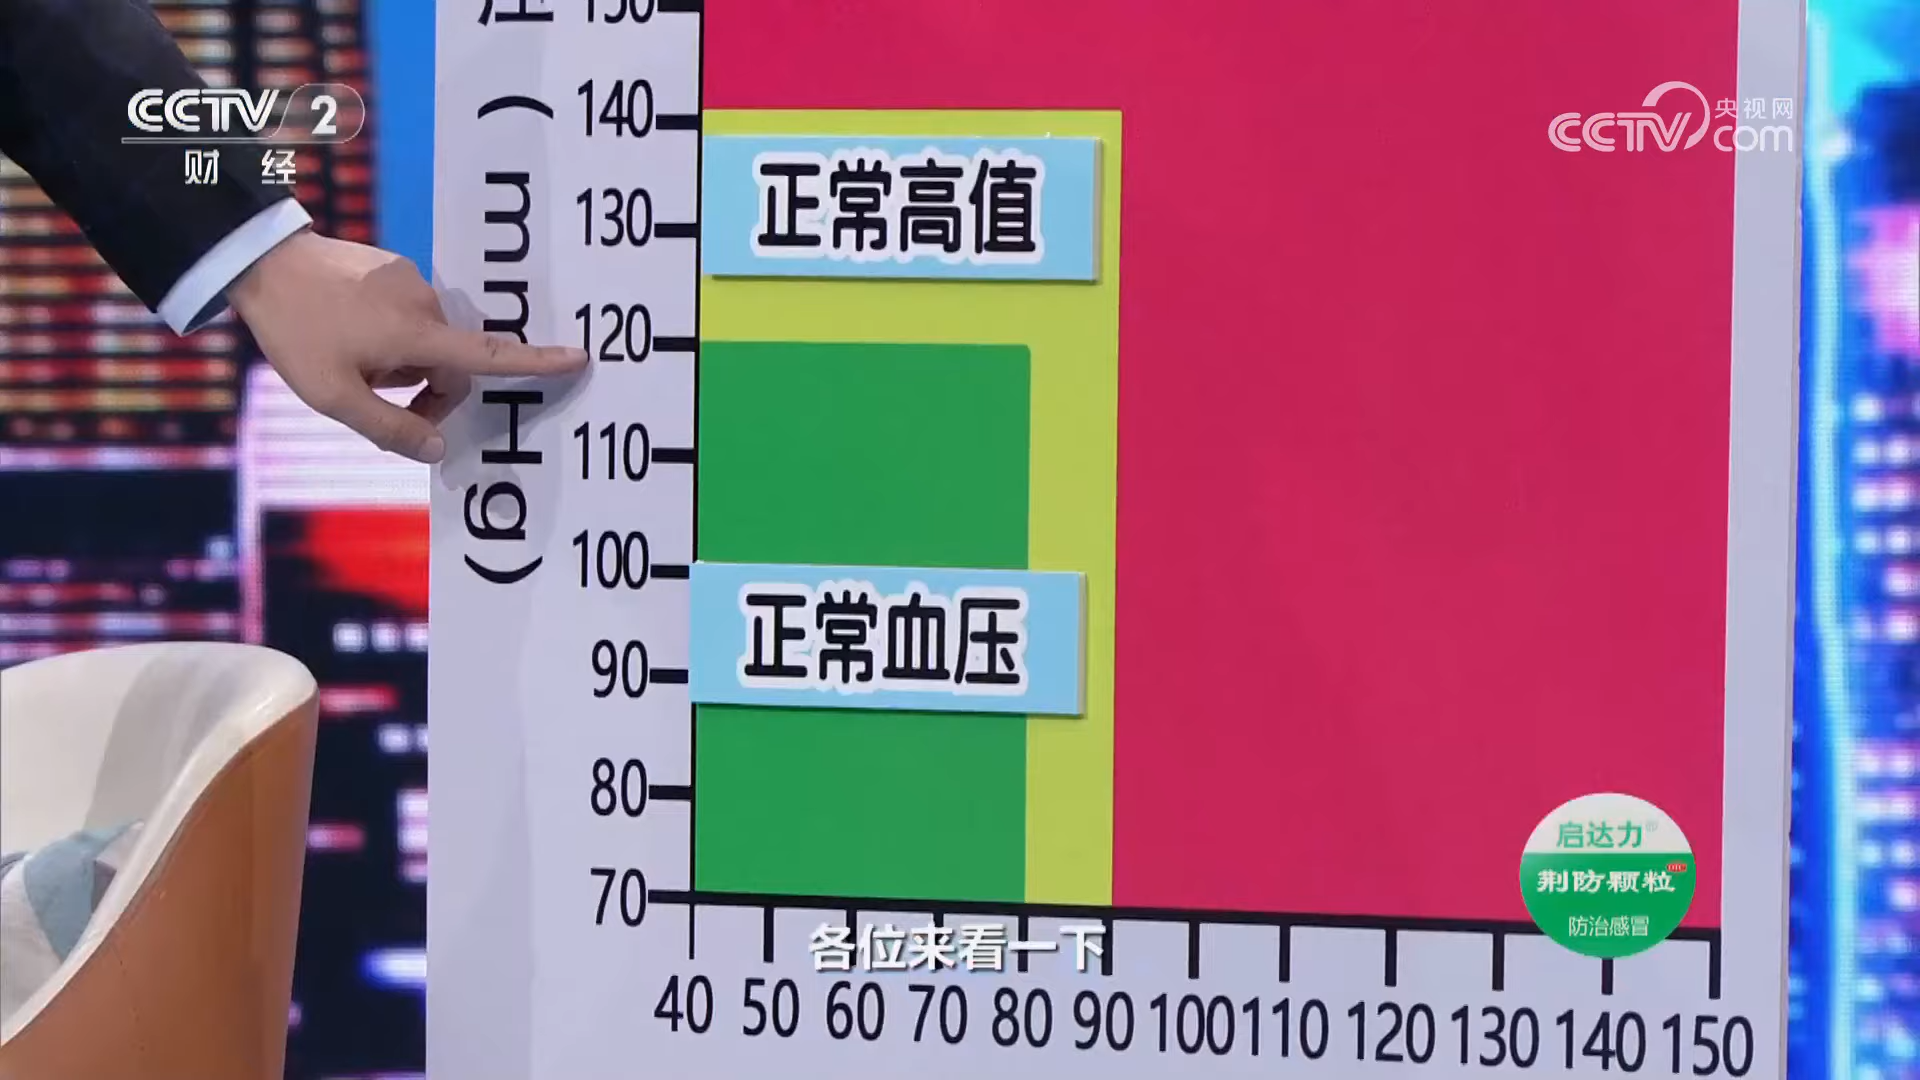 CCTV 2
财 经
央视网
CCTV.com
压(mmHg)
150
140
130
120
110
100
90
80
70
正常高值
正常血压
40 50 60 70 80 90 100 110 120 130 140 150
启达力®
荆防颗粒
防治感冒
各位来看一下